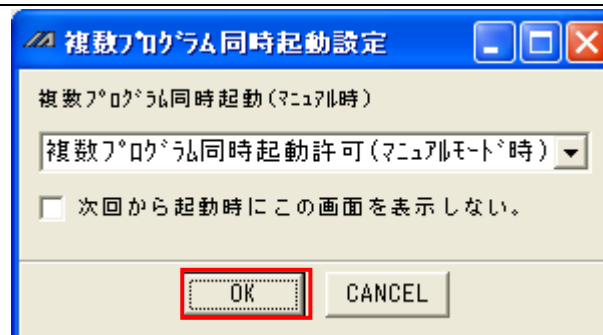 複数ﾌﾟﾛｸﾞﾗﾑ同時起動設定
複数ﾌﾟﾛｸﾞﾗﾑ同時起動(ﾏﾆｭｱﾙ時)
複数ﾌﾟﾛｸﾞﾗﾑ同時起動許可(ﾏﾆｭｱﾙﾓｰﾄﾞ時)
次回から起動時にこの画面を表示しない。
OK CANCEL